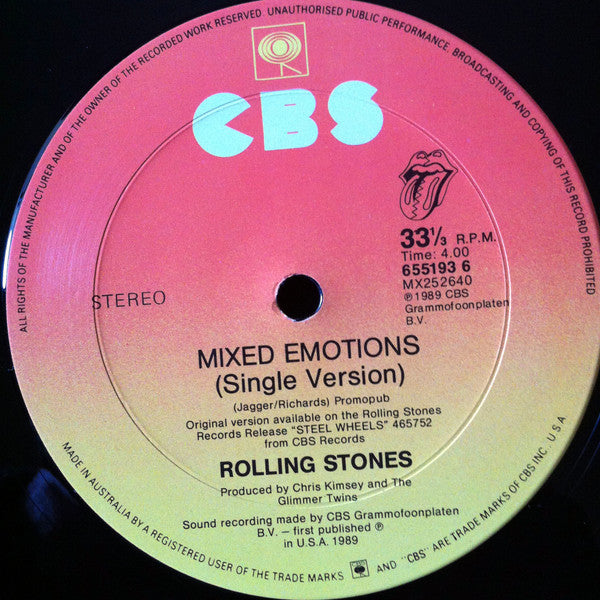 ALL RIGHTS OF THE MANUFACTURER AND OF THE OWNER OF THE RECORDED WORK RESERVED UNAUTHORISED PUBLIC PERFORMANCE, BROADCASTING AND COPYING OF THIS RECORD PROHIBITED
CBS
33⅓ R.P.M.
Time: 4.00
655193 6
MX252640
℗ 1989 CBS
Grammofoonplaten
B.V.
STEREO
MIXED EMOTIONS
(Single Version)
(Jagger/Richards) Promopub
Original version available on the Rolling Stones
Records Release "STEEL WHEELS" 465752
from CBS Records
ROLLING STONES
Produced by Chris Kimsey and The
Glimmer Twins
Sound recording made by CBS Grammofoonplaten
B.V. – first published ℗
in U.S.A. 1989
MADE IN AUSTRALIA BY A REGISTERED USER OF THE TRADE MARKS AND "CBS" ARE TRADE MARKS OF CBS INC. U S A